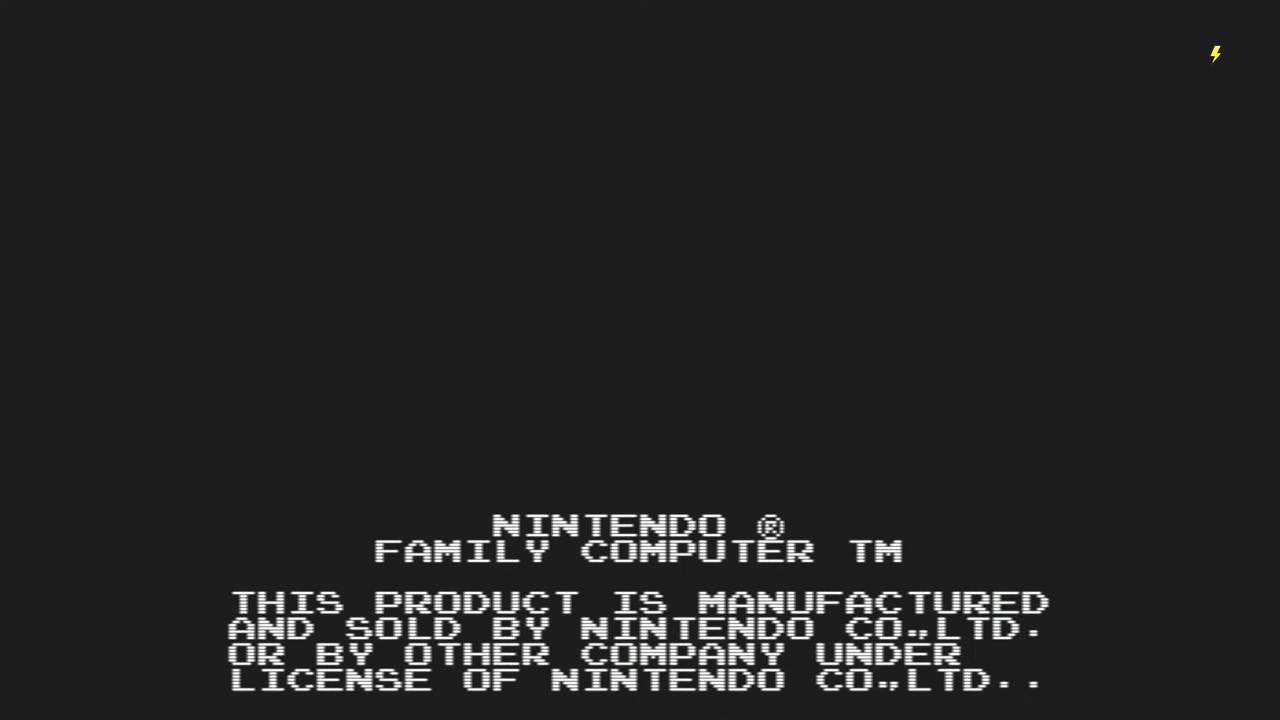 NINTENDO ®
FAMILY COMPUTER TM
THIS PRODUCT IS MANUFACTURED
AND SOLD BY NINTENDO CO.,LTD.
OR BY OTHER COMPANY UNDER
LICENSE OF NINTENDO CO.,LTD..